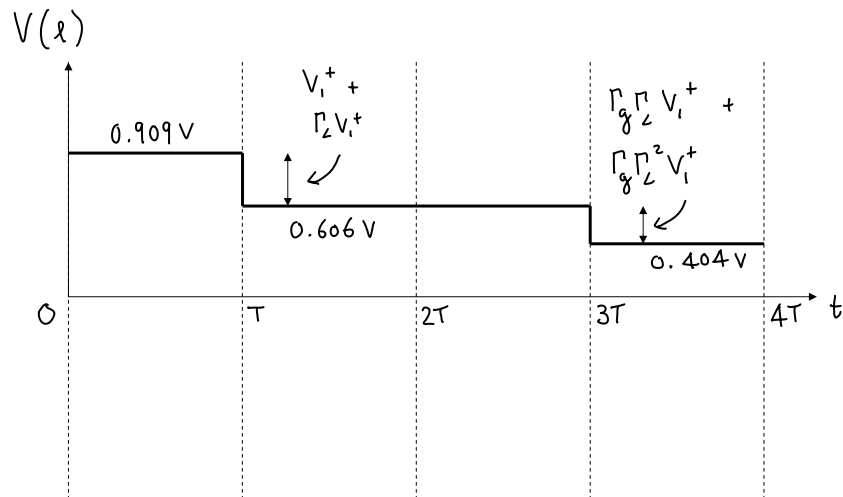 V(ℓ)
0.909 V
V₁⁺ +
Γ_L V₁⁺
Γ_g Γ_L V₁⁺ +
Γ_g Γ_L² V₁⁺
0.606 V
0.404 V
0
T
2T
3T
4T
t